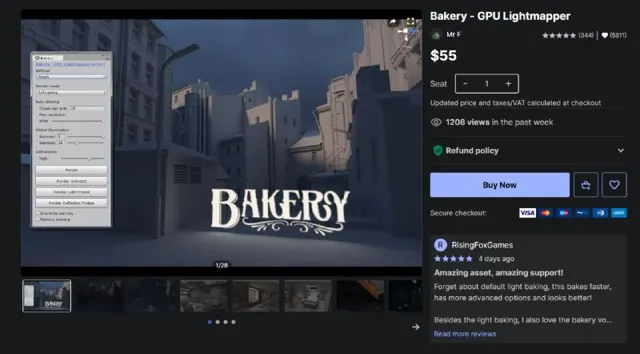 Bakery - GPU Lightmapper
Mr F
(344) | (5811)
$55
Seat - 1 +
Updated price and taxes/VAT calculated at checkout
1208 views in the past week
Refund policy
Buy Now
Secure checkout: VISA
R RisingFoxGames
4 days ago
Amazing asset, amazing support!
Forget about default light baking, this bakes faster,
has more advanced options and looks better!
Besides the light baking, I also love the bakery vo...
Read more reviews
Bakery
Render
Render Selected
Render Light Probes
Render Reflection Probes
BAKERY
1/28